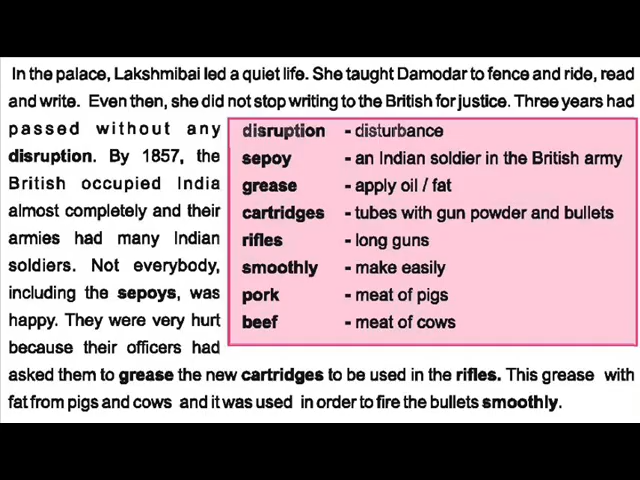 In the palace, Lakshmibai led a quiet life. She taught Damodar to fence and ride, read
and write. Even then, she did not stop writing to the British for justice. Three years had
passed without any
disruption. By 1857, the
British occupied India
almost completely and their
armies had many Indian
soldiers. Not everybody,
including the sepoys, was
happy. They were very hurt
because their officers had
disruption - disturbance
sepoy - an Indian soldier in the British army
grease - apply oil / fat
cartridges - tubes with gun powder and bullets
rifles - long guns
smoothly - make easily
pork - meat of pigs
beef - meat of cows
asked them to grease the new cartridges to be used in the rifles. This grease with
fat from pigs and cows and it was used in order to fire the bullets smoothly.